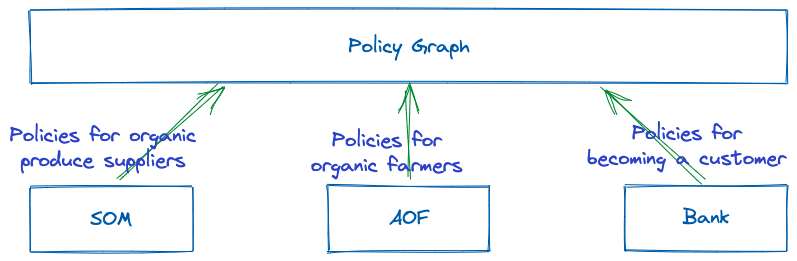 Policy Graph
Policies for organic
produce suppliers
Policies for
organic farmers
Policies for
becoming a customer
SOM
AOF
Bank